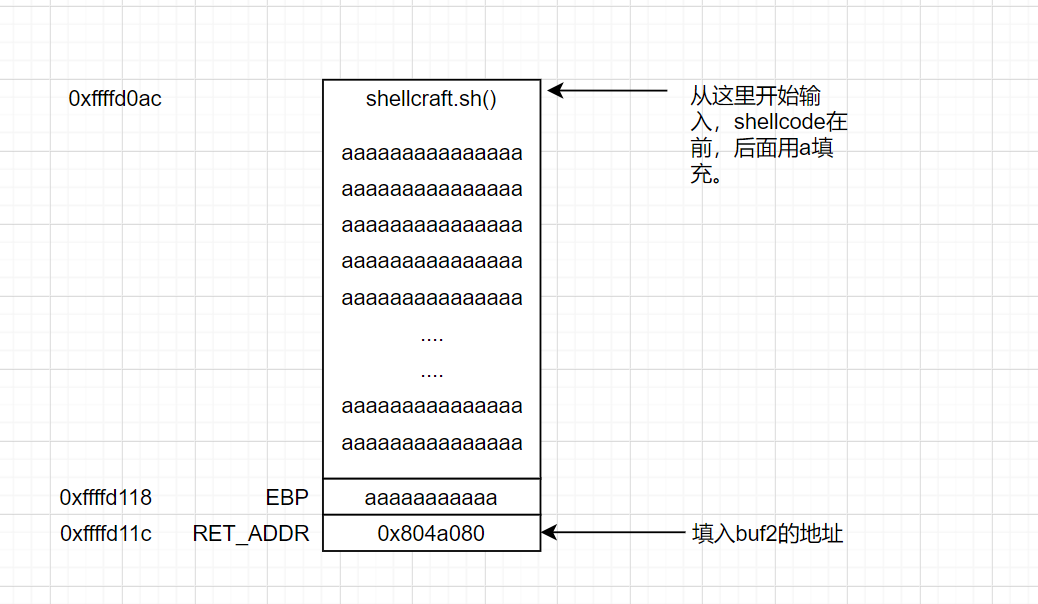 0xffffd0ac
shellcraft.sh()
从这里开始输
入，shellcode在
前，后面用a填
充。
aaaaaaaaaaaaaaa
aaaaaaaaaaaaaaa
aaaaaaaaaaaaaaa
aaaaaaaaaaaaaaa
aaaaaaaaaaaaaaa
....
....
aaaaaaaaaaaaaaa
aaaaaaaaaaaaaaa
0xffffd118 EBP aaaaaaaaaaa
0xffffd11c RET_ADDR 0x804a080 填入buf2的地址